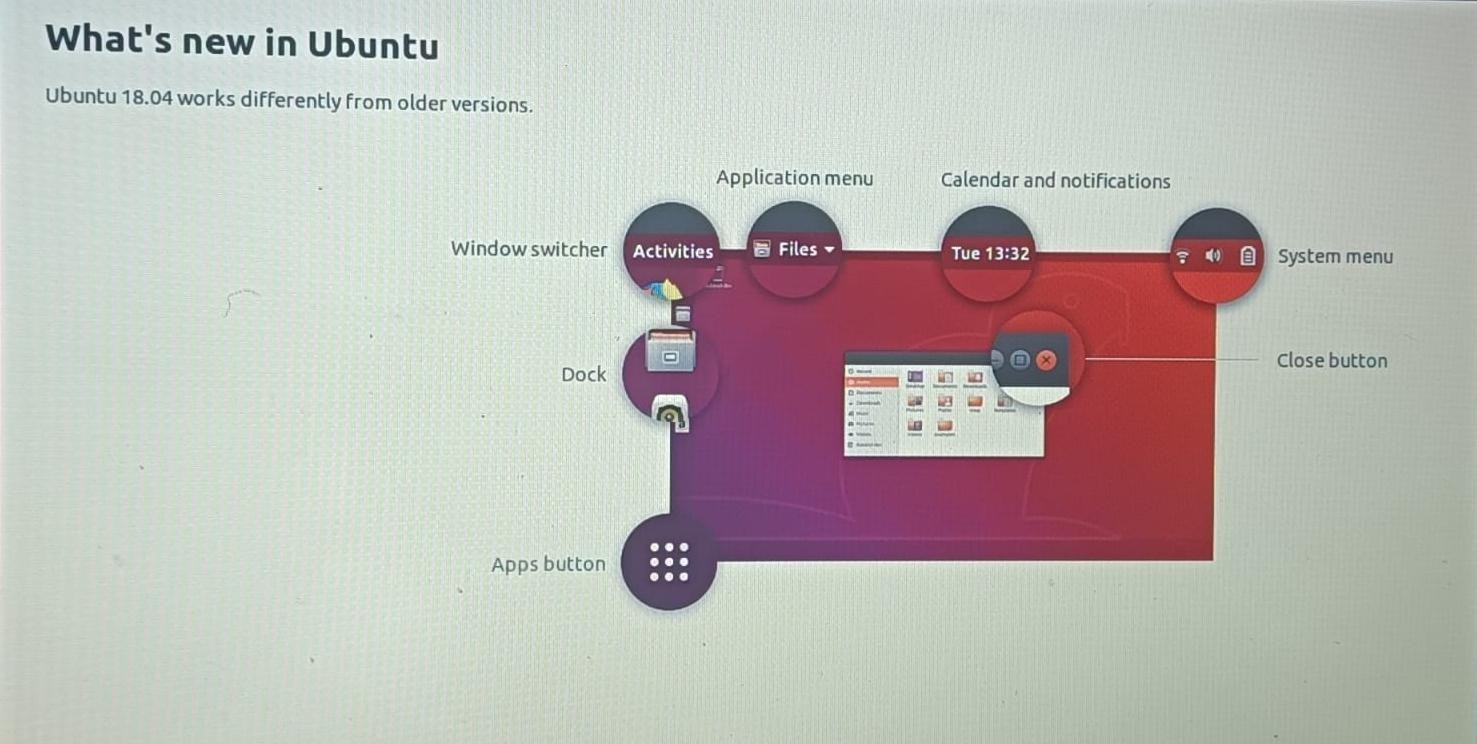 What's new in Ubuntu
Ubuntu 18.04 works differently from older versions.
Application menu
Calendar and notifications
Window switcher
Activities
Files
Tue 13:32
System menu
Dock
Close button
Apps button